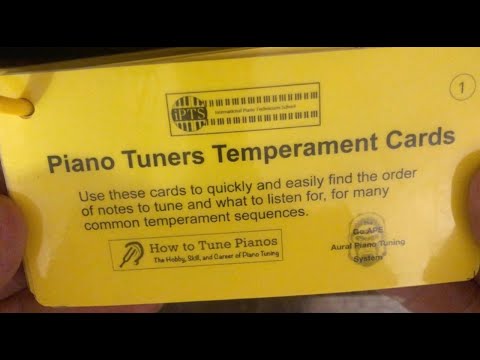 1
iPTS
International Piano Technicians School
Piano Tuners Temperament Cards
Use these cards to quickly and easily find the order
of notes to tune and what to listen for, for many
common temperament sequences.
How to Tune Pianos
The Hobby, Skill, and Career of Piano Tuning
Go APE
Aural Piano Tuning
System